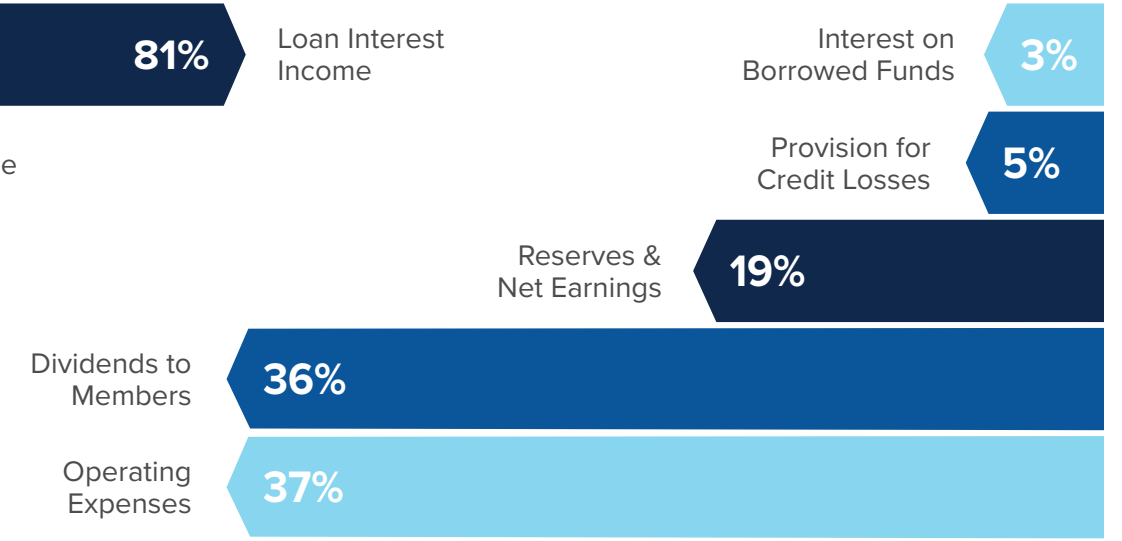 81%
Loan Interest
Income
e
Interest on
Borrowed Funds
3%
Provision for
Credit Losses
5%
Reserves &
Net Earnings
19%
Dividends to
Members
36%
Operating
Expenses
37%